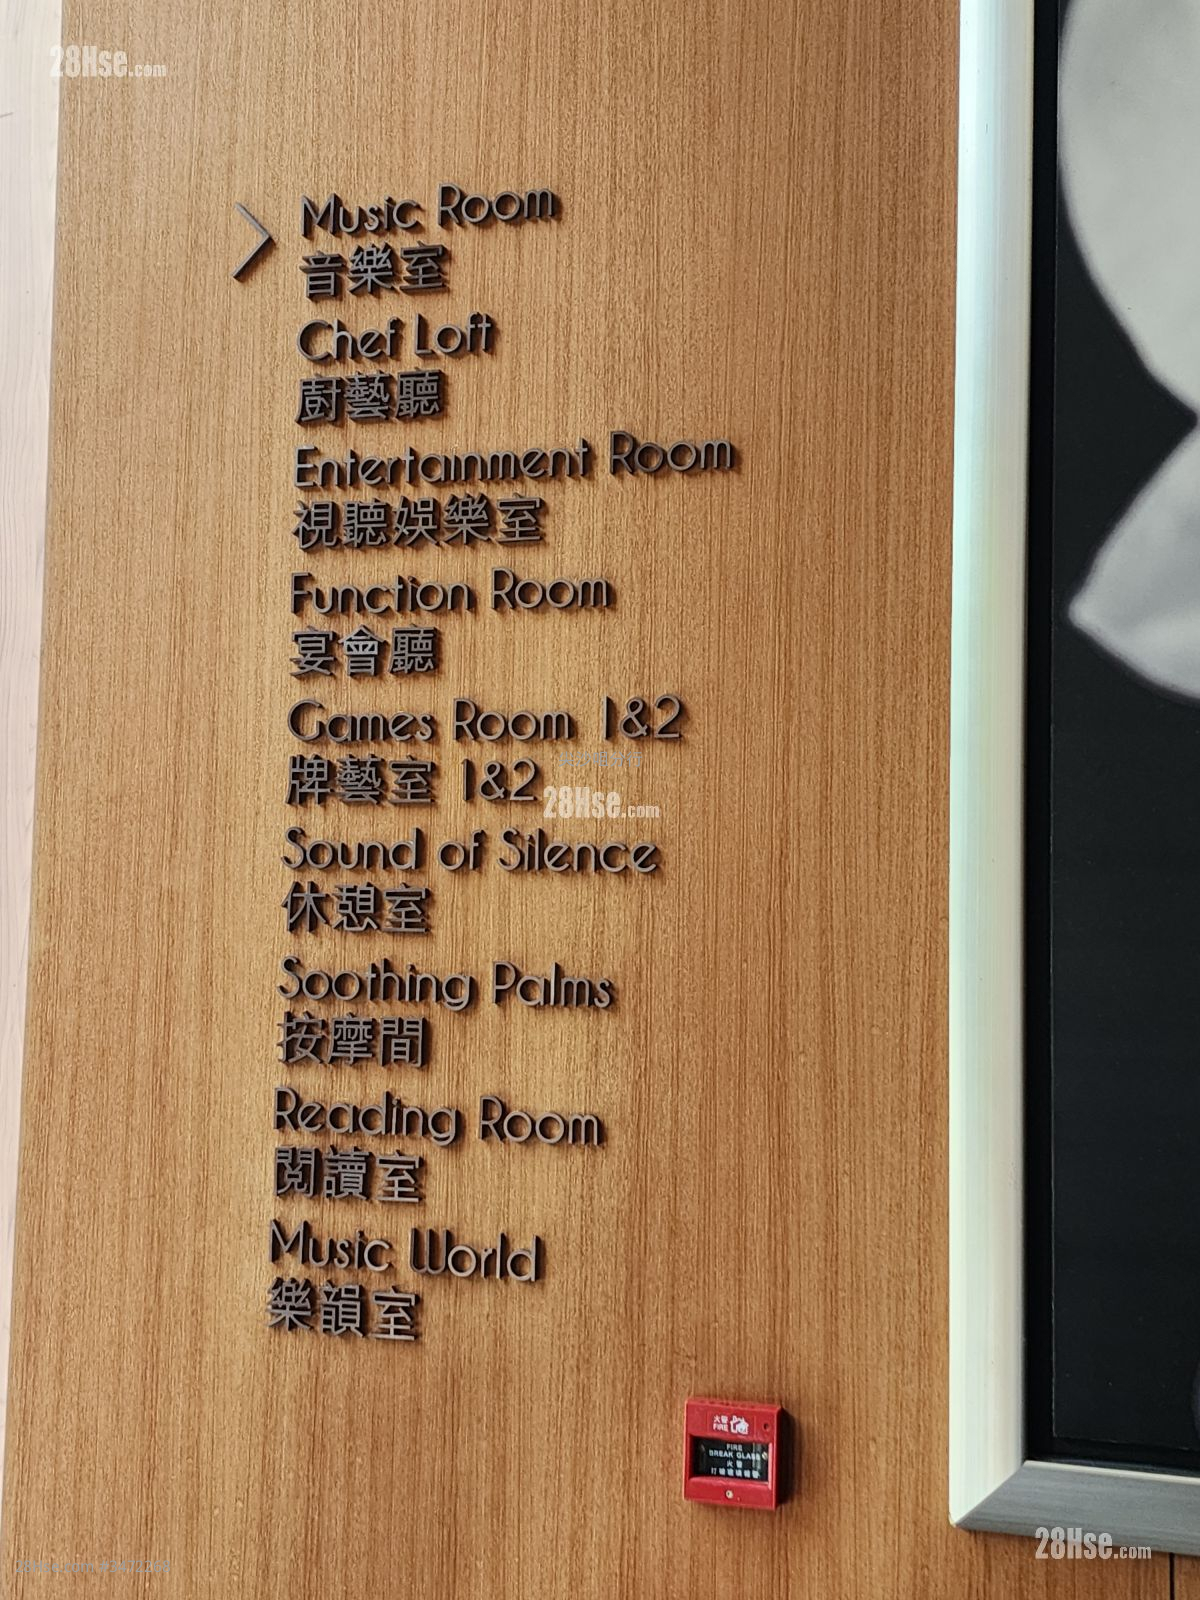 28Hse.com
Music Room
音樂室
Chef Loft
廚藝廳
Entertainment Room
視聽娛樂室
Function Room
宴會廳
Games Room 1&2
牌藝室 1&2
28Hse.com
Sound of Silence
休憩室
Soothing Palms
按摩間
Reading Room
閱讀室
Music World
樂韻室
火警
FIRE
FIRE
BREAK GLASS
火警
28Hse.com